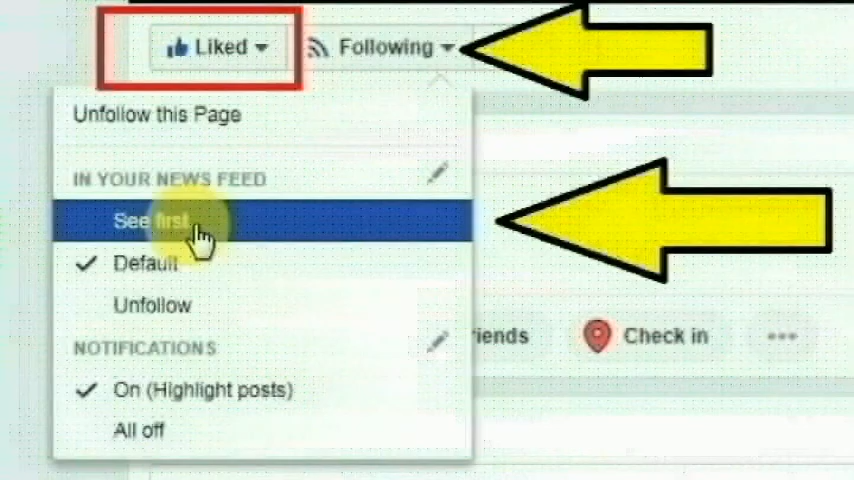 Liked Following
Unfollow this Page
IN YOUR NEWS FEED
See first
Default
Unfollow
riends Check in
NOTIFICATIONS
On (Highlight posts)
All off